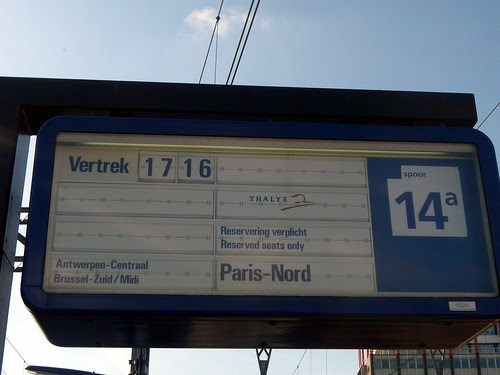 Vertrek 17 16
spoor
14a
THALYS
Reservering verplicht
Reserved seats only
Antwerpen-Centraal
Brussel-Zuid/Midi
Paris-Nord